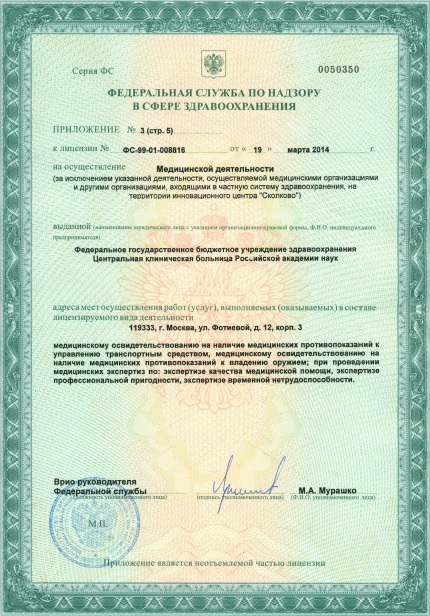 Серия ФС 0050350
ФЕДЕРАЛЬНАЯ СЛУЖБА ПО НАДЗОРУ
В СФЕРЕ ЗДРАВООХРАНЕНИЯ
ПРИЛОЖЕНИЕ № 3 (стр. 5)
к лицензии № ФС-99-01-008816 от « 19 » марта 2014 г.
на осуществление Медицинской деятельности
(за исключением указанной деятельности, осуществляемой медицинскими организациями
и другими организациями, входящими в частную систему здравоохранения, на
территории инновационного центра "Сколково")
выданной (наименование юридического лица с указанием организационно-правовой формы, Ф.И.О. индивидуального
предпринимателя)
Федеральное государственное бюджетное учреждение здравоохранения
Центральная клиническая больница Российской академии наук
адреса мест осуществления работ (услуг), выполняемых (оказываемых) в составе
лицензируемого вида деятельности
119333, г. Москва, ул. Фотиевой, д. 12, корп. 3
медицинскому освидетельствованию на наличие медицинских противопоказаний к
управлению транспортным средством, медицинскому освидетельствованию на
наличие медицинских противопоказаний к владению оружием; при проведении
медицинских экспертиз по: экспертизе качества медицинской помощи, экспертизе
профессиональной пригодности, экспертизе временной нетрудоспособности.
Врио руководителя
Федеральной службы М.А. Мурашко
(должность уполномоченного лица) (подпись уполномоченного лица) (Ф.И.О. уполномоченного лица)
М.П.
Приложение является неотъемлемой частью лицензии